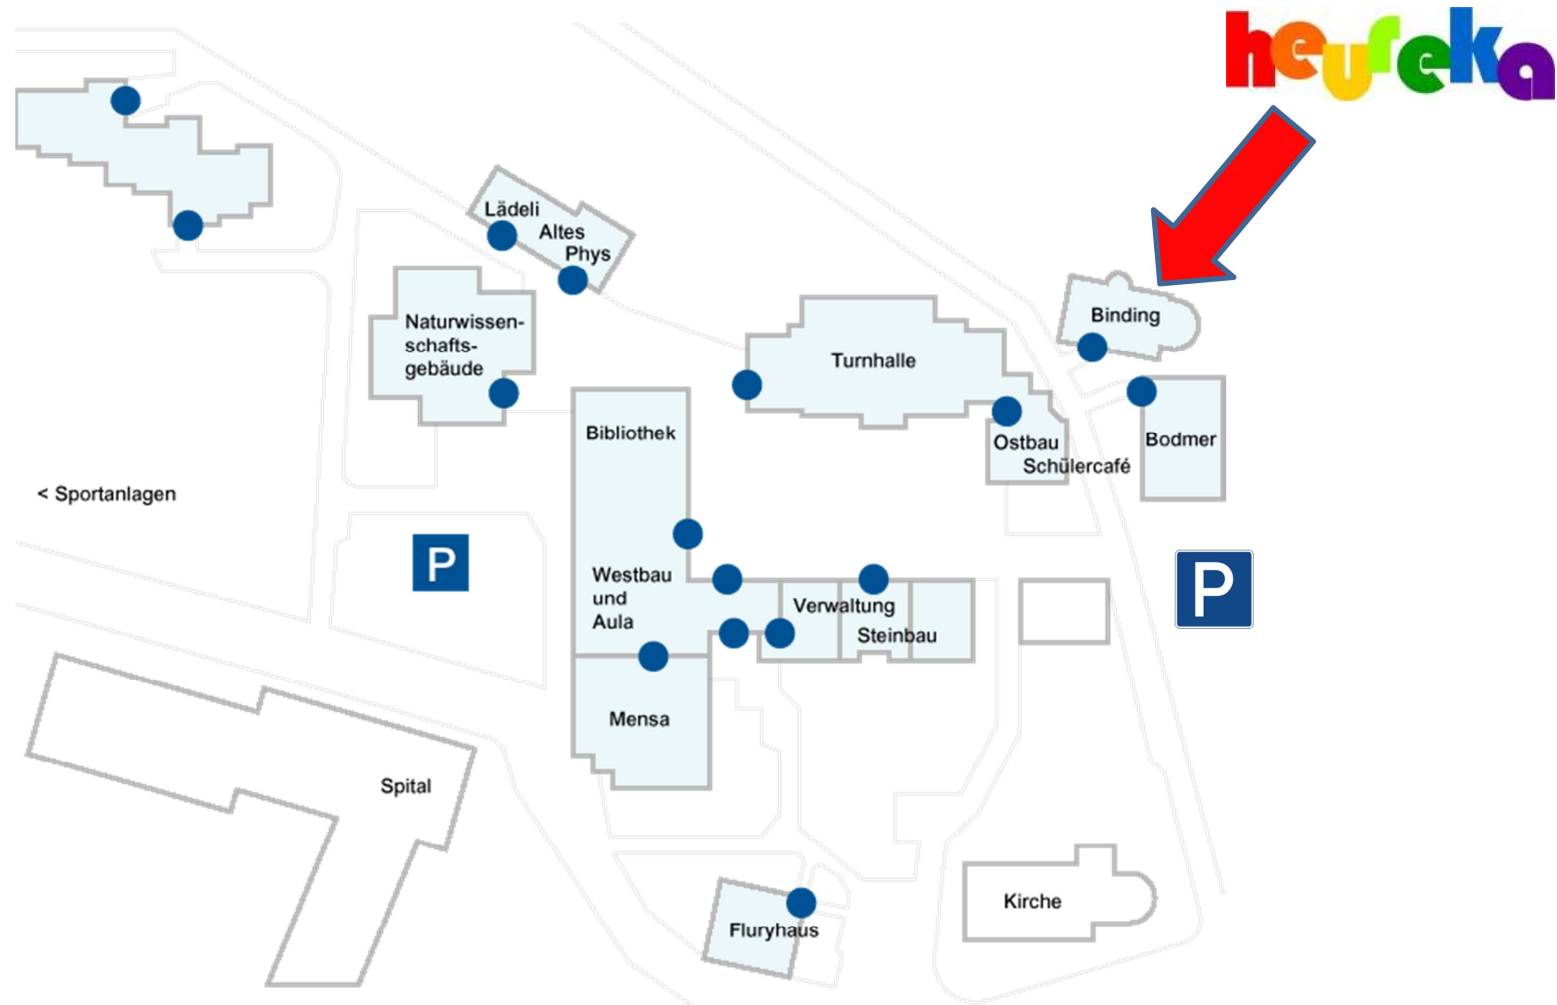 heureka
Lädeli
Altes
Phys
Binding
Naturwissen-
schafts-
gebäude
Turnhalle
Bibliothek
Ostbau
Schülercafé
Bodmer
< Sportanlagen
P
P
Westbau
und
Aula
Verwaltung
Steinbau
Mensa
Spital
Kirche
Fluryhaus